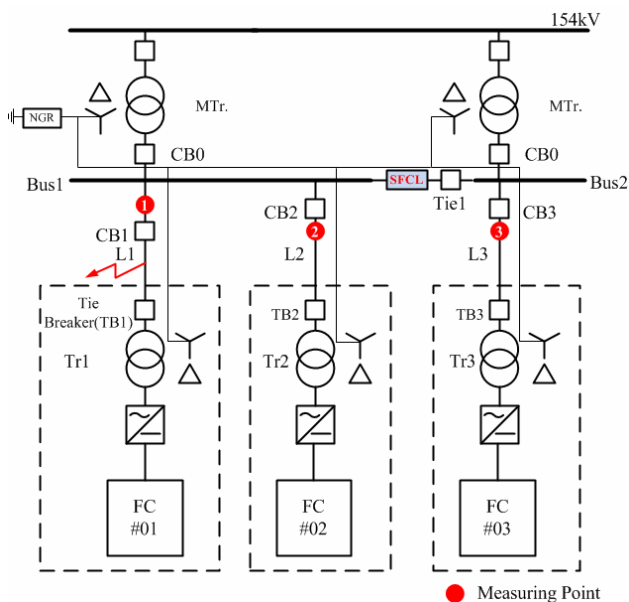 154kV
MTr.
MTr.
NGR
CB0
CB0
Bus1
SFCL
Bus2
Tie1
1
CB2
CB3
CB1
2
3
L1
L2
L3
Tie
Breaker(TB1)
TB2
TB3
Tr1
Tr2
Tr3
FC
#01
FC
#02
FC
#03
Measuring Point